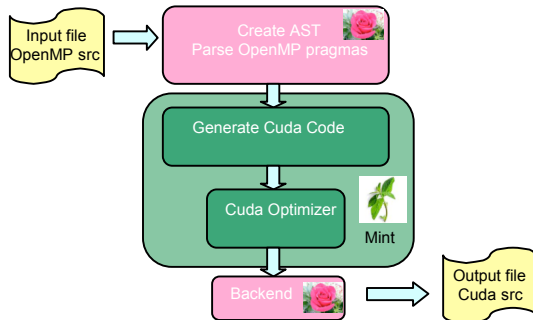 Input file
OpenMP src
Create AST
Parse OpenMP pragmas
Generate Cuda Code
Cuda Optimizer
Mint
Backend
Output file
Cuda src